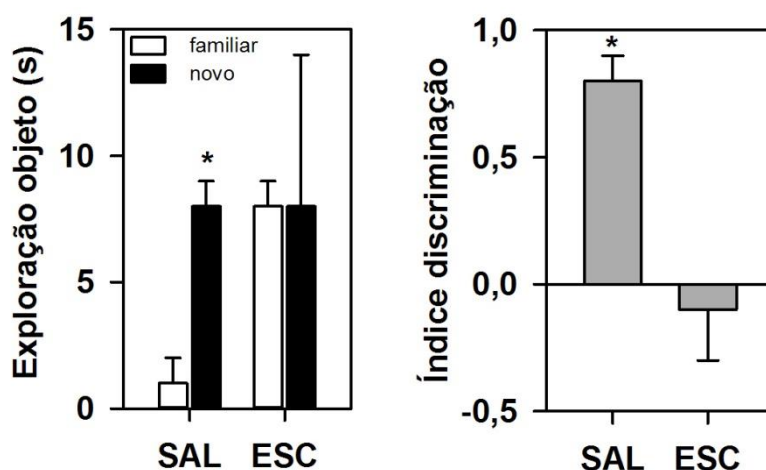 Exploração objeto (s)
15
10
5
0
familiar
novo
*
SAL ESC
Índice discriminação
1,0
0,5
0,0
-0,5
*
SAL ESC